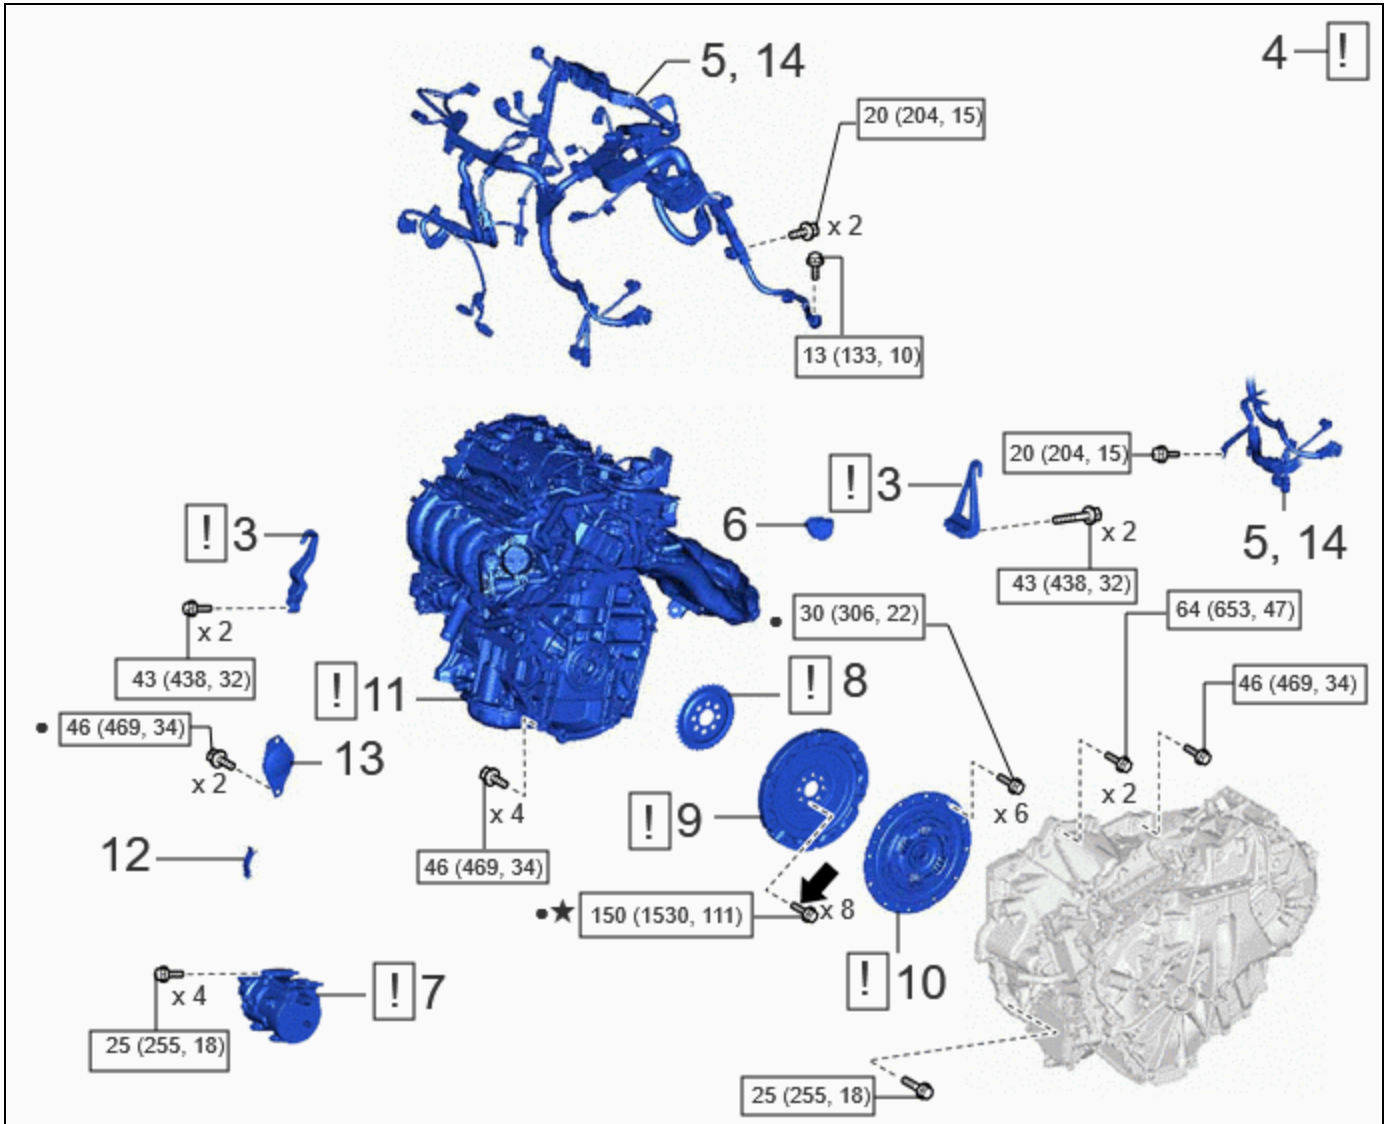 5, 14
4 !
20 (204, 15)
x 2
13 (133, 10)
20 (204, 15)
! 3
6
x 2
5, 14
! 3
43 (438, 32)
x 2
30 (306, 22)
64 (653, 47)
43 (438, 32)
! 11
! 8
46 (469, 34)
46 (469, 34)
13
x 2
x 4
! 9
x 6
x 2
12
46 (469, 34)
150 (1530, 111)
x 8
! 10
x 4
! 7
25 (255, 18)
25 (255, 18)